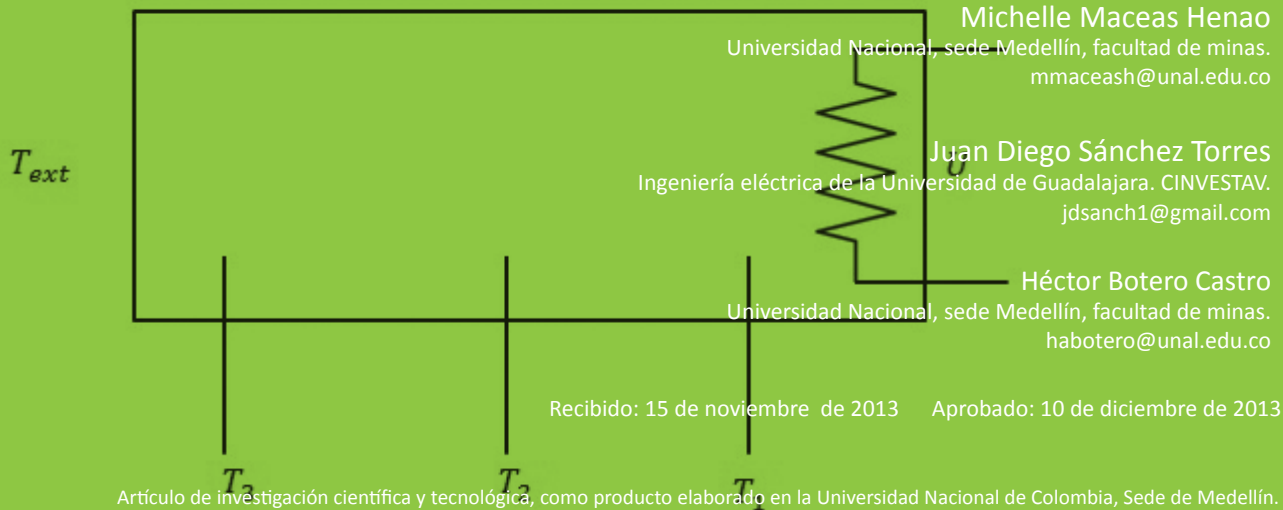 Michelle Maceas Henao
Universidad Nacional, sede Medellín, facultad de minas.
mmaceash@unal.edu.co
T_ext
Juan Diego Sánchez Torres
Ingeniería eléctrica de la Universidad de Guadalajara. CINVESTAV.
jdsanch1@gmail.com
Héctor Botero Castro
Universidad Nacional, sede Medellín, facultad de minas.
habotero@unal.edu.co
Recibido: 15 de noviembre de 2013 Aprobado: 10 de diciembre de 2013
T T_2 T
Artículo de investigación científica y tecnológica, como producto elaborado en la Universidad Nacional de Colombia, Sede de Medellín.